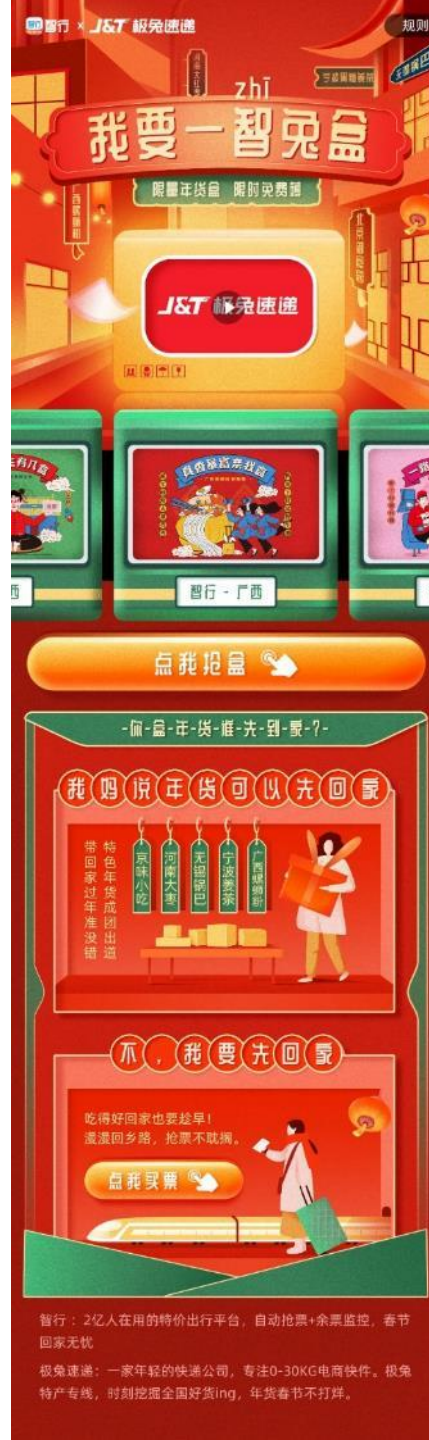 智行 × J&T 极兔速递
规则
zhī
我要一智兔盒
限量年货盒 限时免费薅
J&T 极兔速递
真香暴富柰我盒
智行 - 广西
西
点我抢盒
-你-盒-年-货-谁-先-到-家-?-
我妈说年货可以先回家
特色年货成团出道
带回家过年准没错
京味小吃
河南大枣
无锡锅巴
宁波姜茶
广西螺蛳粉
不，我要先回家
吃得好回家也要趁早！
漫漫回乡路，抢票不耽搁。
点我买票
智行：2亿人在用的特价出行平台，自动抢票+余票监控，春节
回家无忧
极兔速递：一家年轻的快递公司，专注0-30KG电商快件。极兔
特产专线，时刻挖掘全国好货ing，年货春节不打烊。